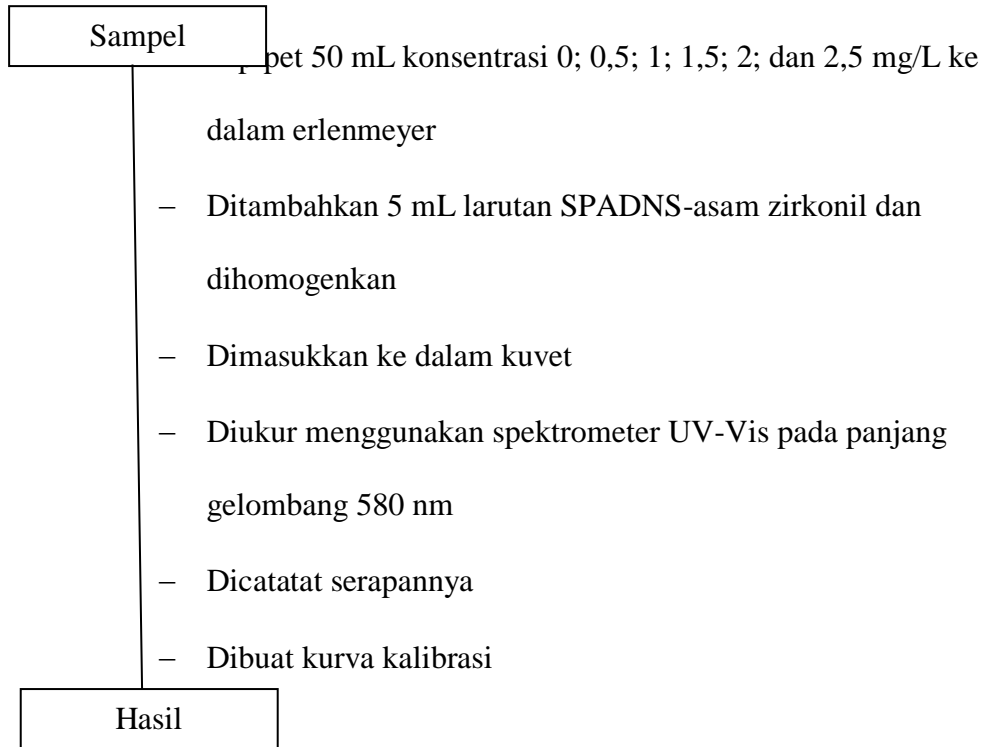 Sampel
pet 50 mL konsentrasi 0; 0,5; 1; 1,5; 2; dan 2,5 mg/L ke
dalam erlenmeyer
– Ditambahkan 5 mL larutan SPADNS-asam zirkonil dan
dihomogenkan
– Dimasukkan ke dalam kuvet
– Diukur menggunakan spektrometer UV-Vis pada panjang
gelombang 580 nm
– Dicatatat serapannya
– Dibuat kurva kalibrasi
Hasil